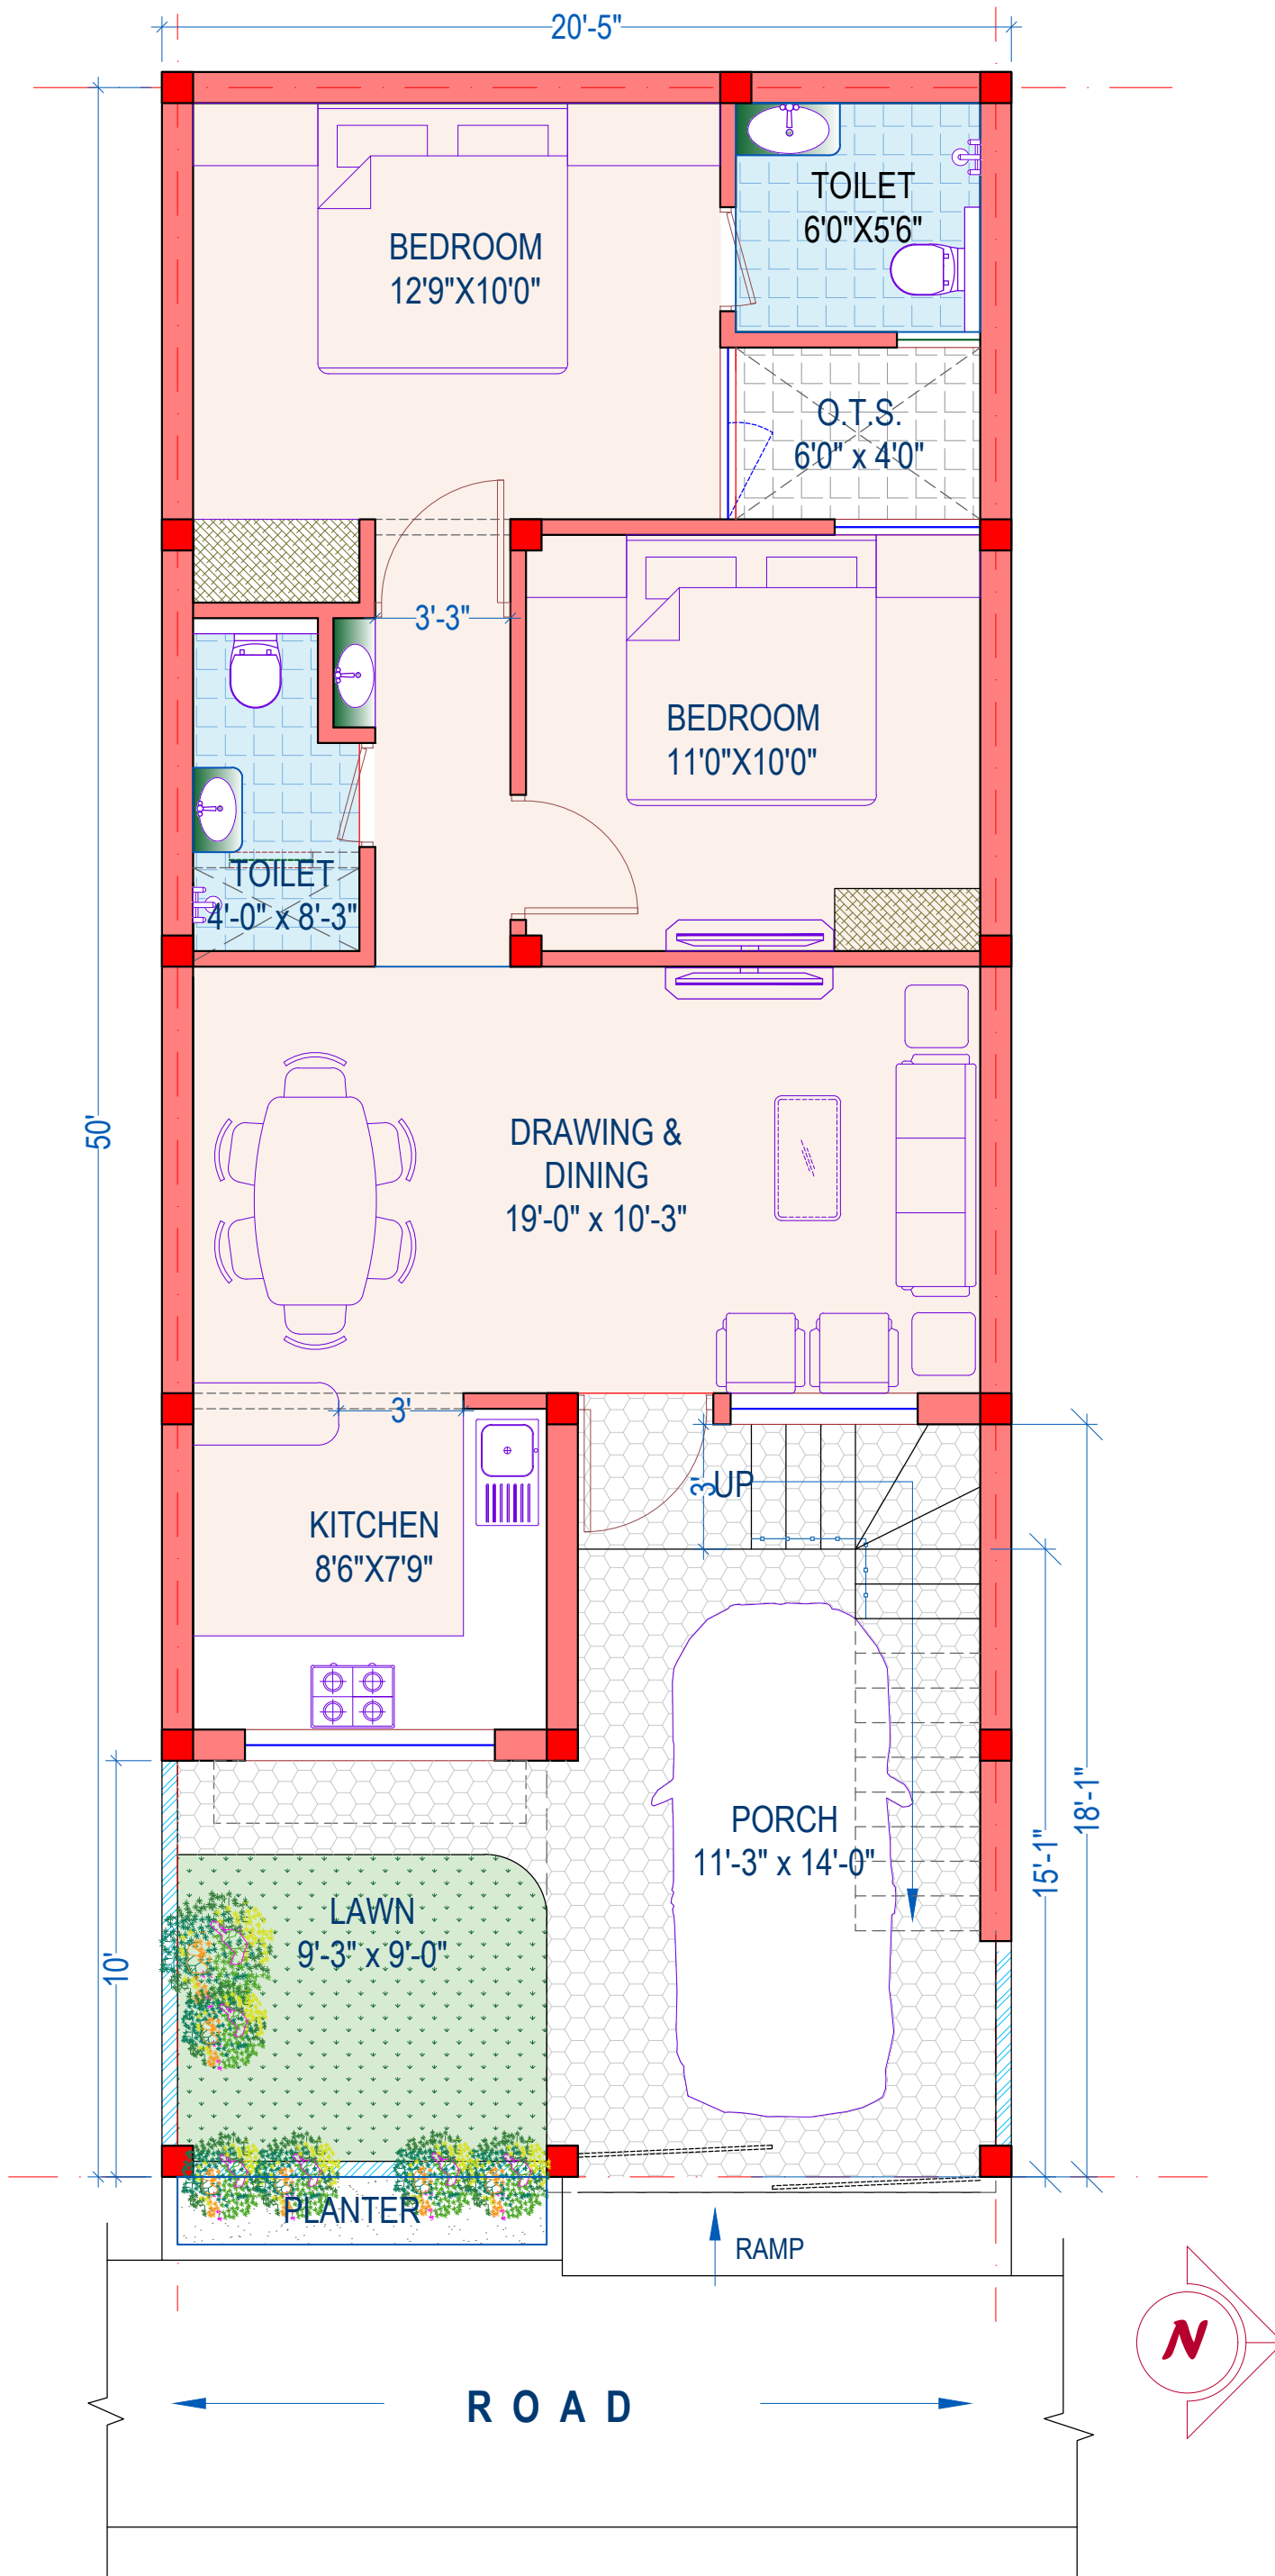 20'-5"
TOILET
6'0"X5'6"
BEDROOM
12'9"X10'0"
O.T.S.
6'0" x 4'0"
3'-3"
BEDROOM
11'0"X10'0"
TOILET
4'-0" x 8'-3"
50'
DRAWING &
DINING
19'-0" x 10'-3"
3'
3'
UP
KITCHEN
8'6"X7'9"
PORCH
11'-3" x 14'-0"
18'-1"
15'-1"
LAWN
9'-3" x 9'-0"
10'
PLANTER
RAMP
N
ROAD